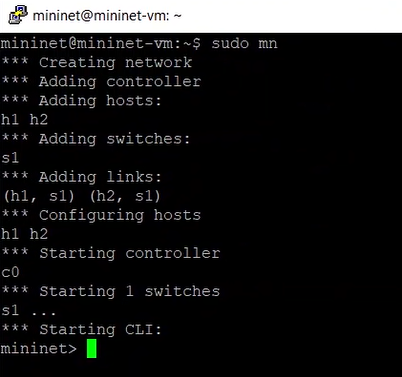 mininet@mininet-vm: ~
mininet@mininet-vm:~$ sudo mn
*** Creating network
*** Adding controller
*** Adding hosts:
h1 h2
*** Adding switches:
s1
*** Adding links:
(h1, s1) (h2, s1)
*** Configuring hosts
h1 h2
*** Starting controller
c0
*** Starting 1 switches
s1 ...
*** Starting CLI:
mininet>